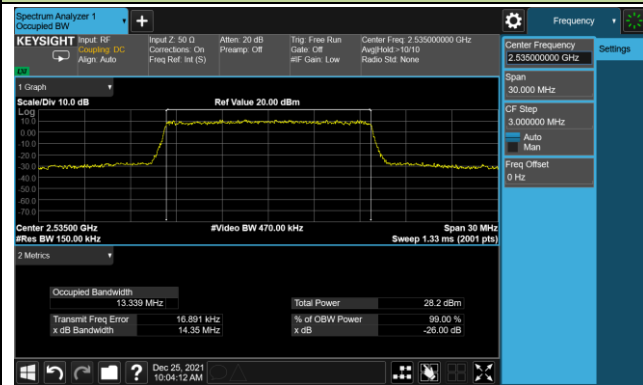 Spectrum Analyzer 1
Occupied BW
Frequency
KEYSIGHT
Input: RF
Coupling: DC
Align: Auto
Input Z: 50 Ω
Corrections: On
Freq Ref: Int (S)
Atten: 20 dB
Preamp: Off
Trig: Free Run
Gate: Off
#IF Gain: Low
Center Freq: 2.535000000 GHz
Avg|Hold:>10/10
Radio Std: None
Center Frequency
2.535000000 GHz
Settings
Span
30.000 MHz
CF Step
3.000000 MHz
Auto
Man
Freq Offset
0 Hz
1 Graph
Scale/Div 10.0 dB
Ref Value 20.00 dBm
Log
10.0
0.00
-10.0
-20.0
-30.0
-40.0
-50.0
-60.0
-70.0
Center 2.53500 GHz
#Video BW 470.00 kHz
Span 30 MHz
#Res BW 150.00 kHz
Sweep 1.33 ms (2001 pts)
2 Metrics
Occupied Bandwidth
13.339 MHz
Total Power 28.2 dBm
Transmit Freq Error 16.891 kHz
% of OBW Power 99.00 %
x dB Bandwidth 14.35 MHz
x dB -26.00 dB
?
Dec 25, 2021
10:04:12 AM